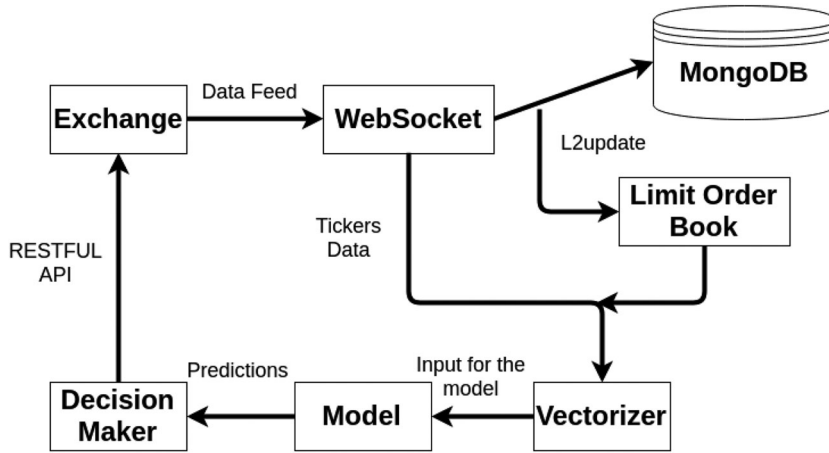 MongoDB
Data Feed
Exchange
WebSocket
L2update
Limit Order
Book
Tickers
Data
RESTFUL
API
Predictions
Input for the
model
Decision
Maker
Model
Vectorizer